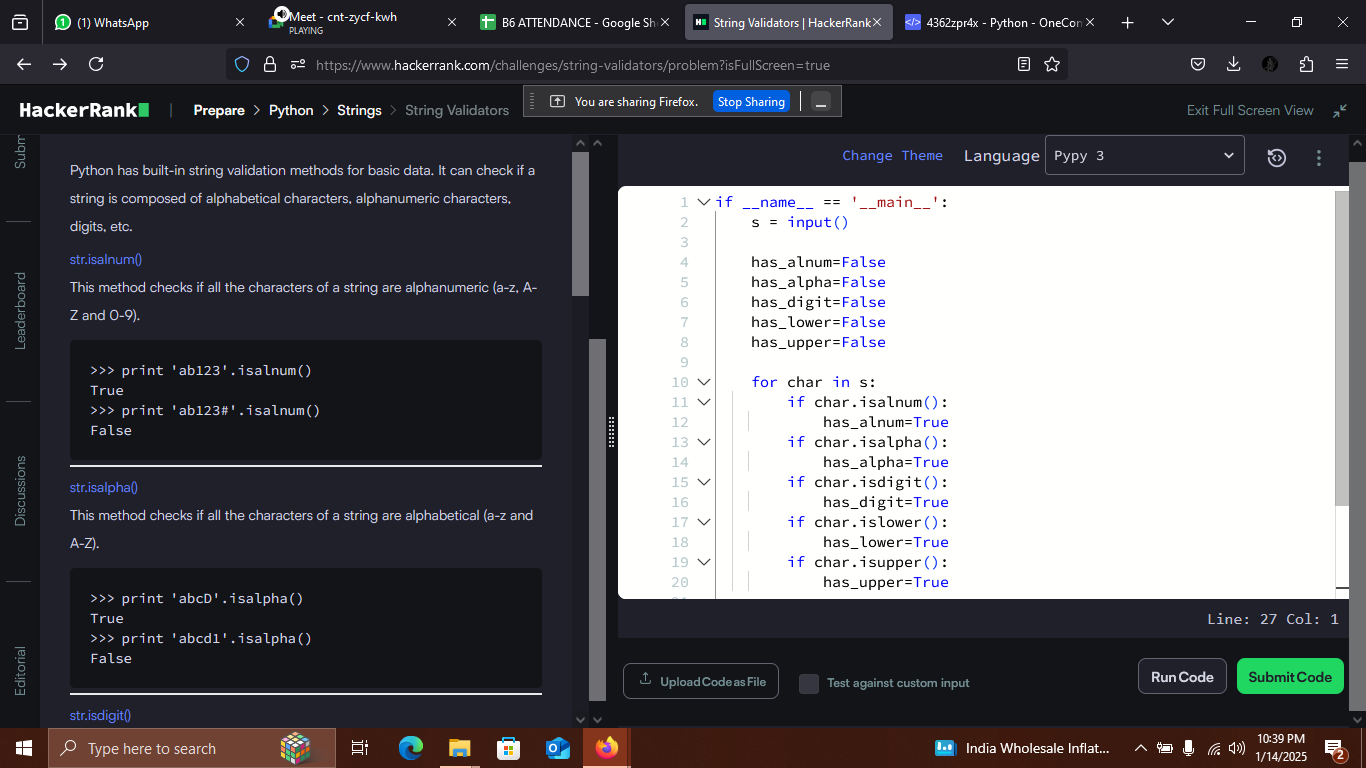 (1) WhatsApp
Meet - cnt-zycf-kwh
PLAYING
B6 ATTENDANCE - Google Sh
String Validators | HackerRank
4362zpr4x - Python - OneCon
https://www.hackerrank.com/challenges/string-validators/problem?isFullScreen=true
HackerRank
Prepare > Python > Strings > String Validators
You are sharing Firefox.
Stop Sharing
Exit Full Screen View
Subm
Leaderboard
Discussions
Editorial
Python has built-in string validation methods for basic data. It can check if a
string is composed of alphabetical characters, alphanumeric characters,
digits, etc.
str.isalnum()
This method checks if all the characters of a string are alphanumeric (a-z, A-
Z and 0-9).
>>> print 'ab123'.isalnum()
True
>>> print 'ab123#'.isalnum()
False
str.isalpha()
This method checks if all the characters of a string are alphabetical (a-z and
A-Z).
>>> print 'abcD'.isalpha()
True
>>> print 'abcd1'.isalpha()
False
str.isdigit()
Change Theme Language Pypy 3
1 if __name__ == '__main__':
2 s = input()
3
4 has_alnum=False
5 has_alpha=False
6 has_digit=False
7 has_lower=False
8 has_upper=False
9
10 for char in s:
11 if char.isalnum():
12 has_alnum=True
13 if char.isalpha():
14 has_alpha=True
15 if char.isdigit():
16 has_digit=True
17 if char.islower():
18 has_lower=True
19 if char.isupper():
20 has_upper=True
Line: 27 Col: 1
Upload Code as File
Test against custom input
Run Code
Submit Code
Type here to search
India Wholesale Inflat...
10:39 PM
1/14/2025
2